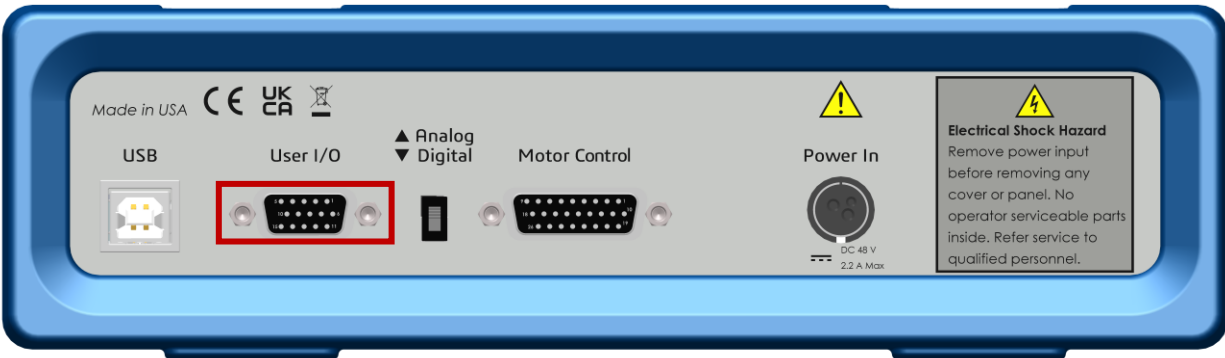 Made in USA CE UK CA
▲ Analog
▼ Digital
USB
User I/O
Motor Control
Power In
DC 48 V
2.2 A Max
Electrical Shock Hazard
Remove power input
before removing any
cover or panel. No
operator serviceable parts
inside. Refer service to
qualified personnel.